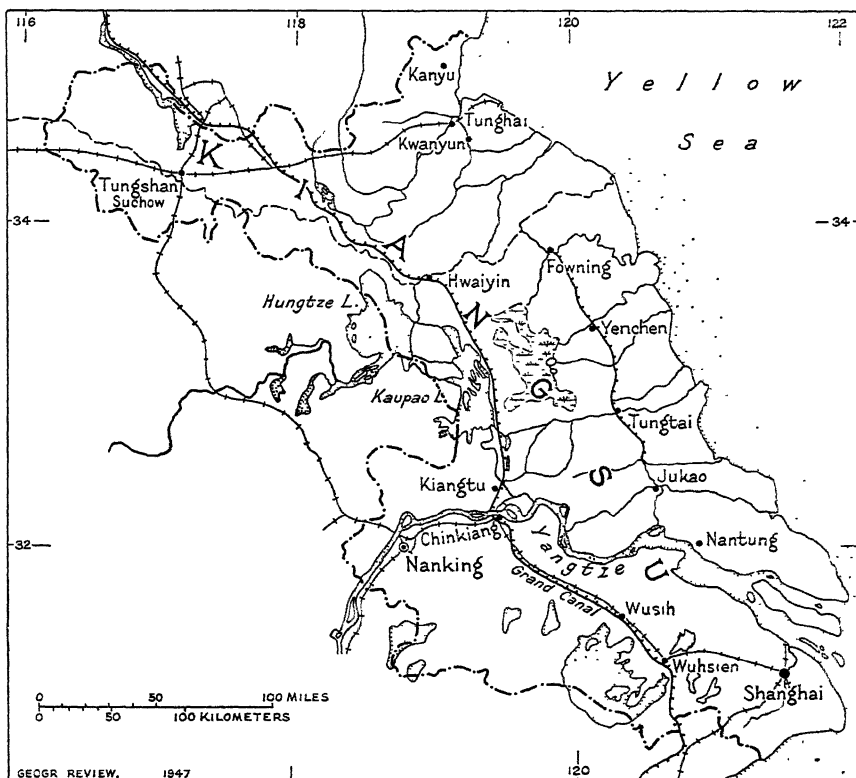 116 118 120 122
Kanyu
Yellow
Sea
Tunghai
Kwanyun
KIANGSU
Tungshan
Suchow
34 34
Hwaiyin
Fowning
Hungtze L.
Yenchen
Kaupao L.
Tungtai
Kiangtu
Jukao
32 32
Chinkiang
Nanking
Yangtze
Nantung
Grand Canal
Wusih
Wuhsien
Shanghai
0 50 100 MILES
0 50 100 KILOMETERS
GEOGR REVIEW, 1947
120